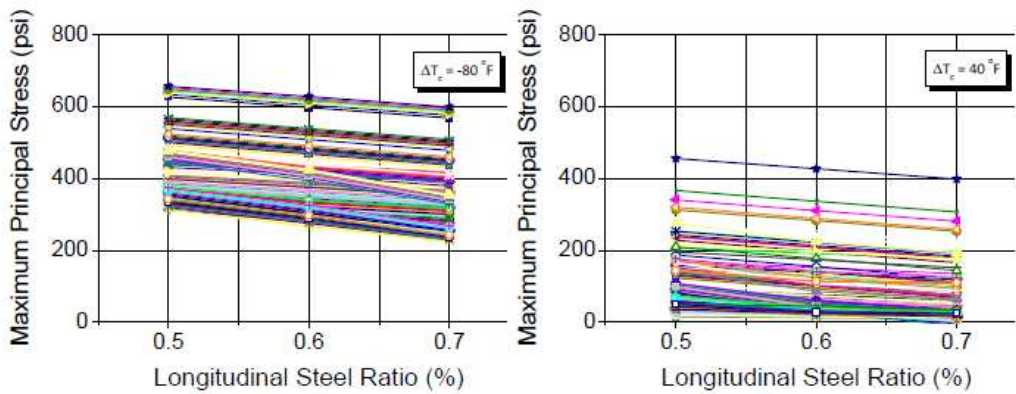 Maximum Principal Stress (psi)
800
600
400
200
0
ΔTc = -80 °F
0.5
0.6
0.7
Longitudinal Steel Ratio (%)
Maximum Principal Stress (psi)
800
600
400
200
0
ΔTc = 40 °F
0.5
0.6
0.7
Longitudinal Steel Ratio (%)